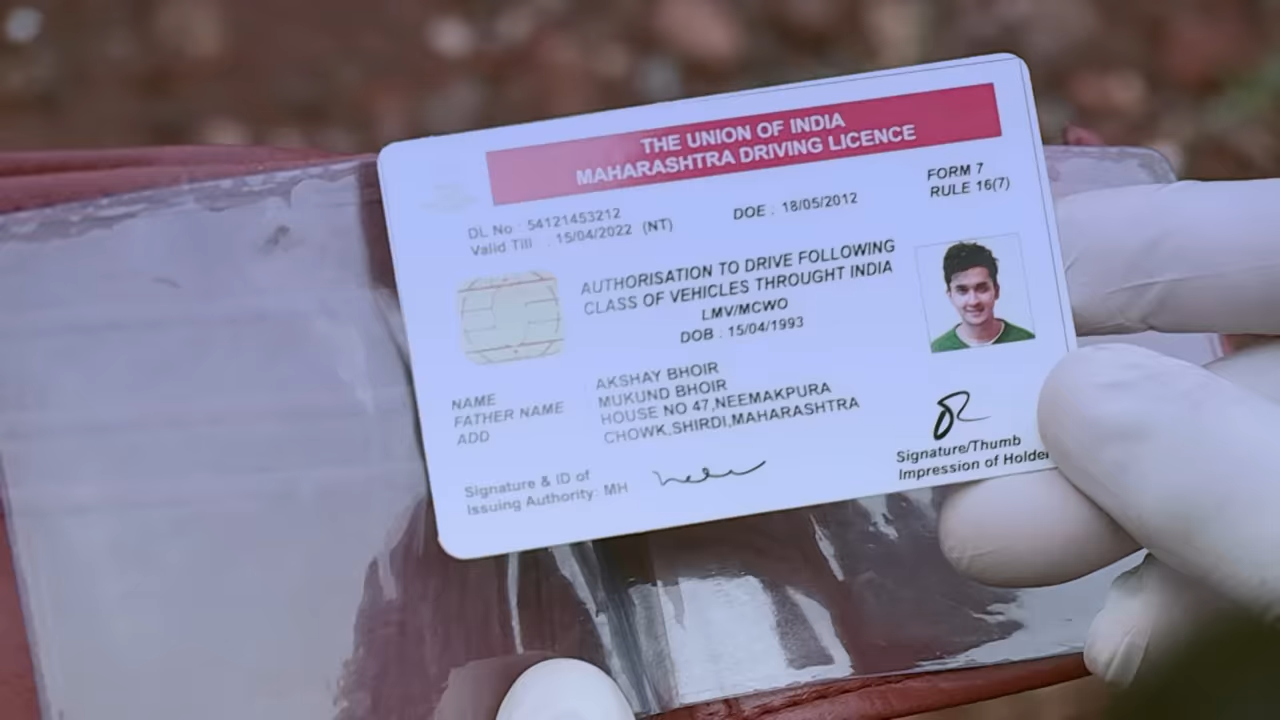 THE UNION OF INDIA
MAHARASHTRA DRIVING LICENCE
FORM 7
RULE 16(7)
DL No : 54121453212
DOE : 18/05/2012
Valid Till : 15/04/2022 (NT)
AUTHORISATION TO DRIVE FOLLOWING
CLASS OF VEHICLES THROUGHT INDIA
LMV/MCWO
DOB : 15/04/1993
NAME AKSHAY BHOIR
FATHER NAME MUKUND BHOIR
ADD HOUSE NO 47,NEEMAKPURA
CHOWK,SHIRDI,MAHARASHTRA
Signature & ID of
Issuing Authority: MH
Signature/Thumb
Impression of Holder